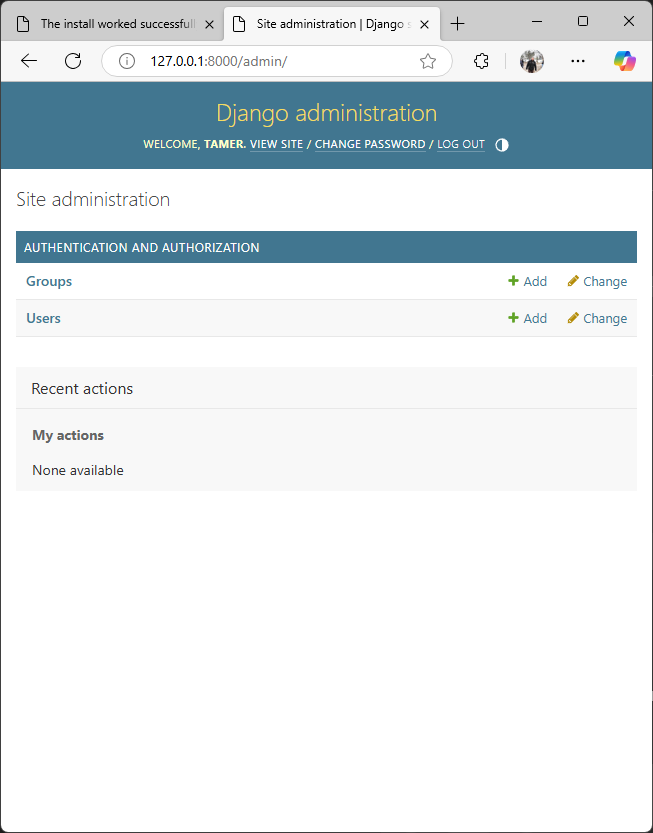 The install worked successfull
Site administration | Django s
127.0.0.1:8000/admin/
Django administration
WELCOME, TAMER. VIEW SITE / CHANGE PASSWORD / LOG OUT
Site administration
AUTHENTICATION AND AUTHORIZATION
Groups Add Change
Users Add Change
Recent actions
My actions
None available